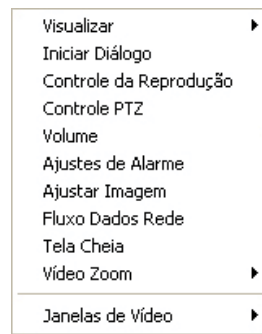 Visualizar
Iniciar Diálogo
Controle da Reprodução
Controle PTZ
Volume
Ajustes de Alarme
Ajustar Imagem
Fluxo Dados Rede
Tela Cheia
Vídeo Zoom
Janelas de Vídeo